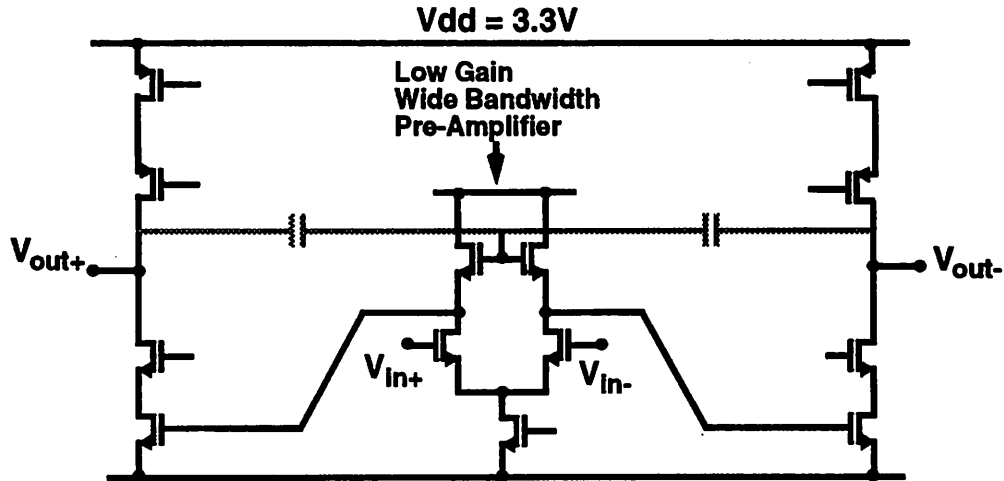 Vdd = 3.3V
Low Gain
Wide Bandwidth
Pre-Amplifier
Vout+
Vout-
Vin+
Vin-